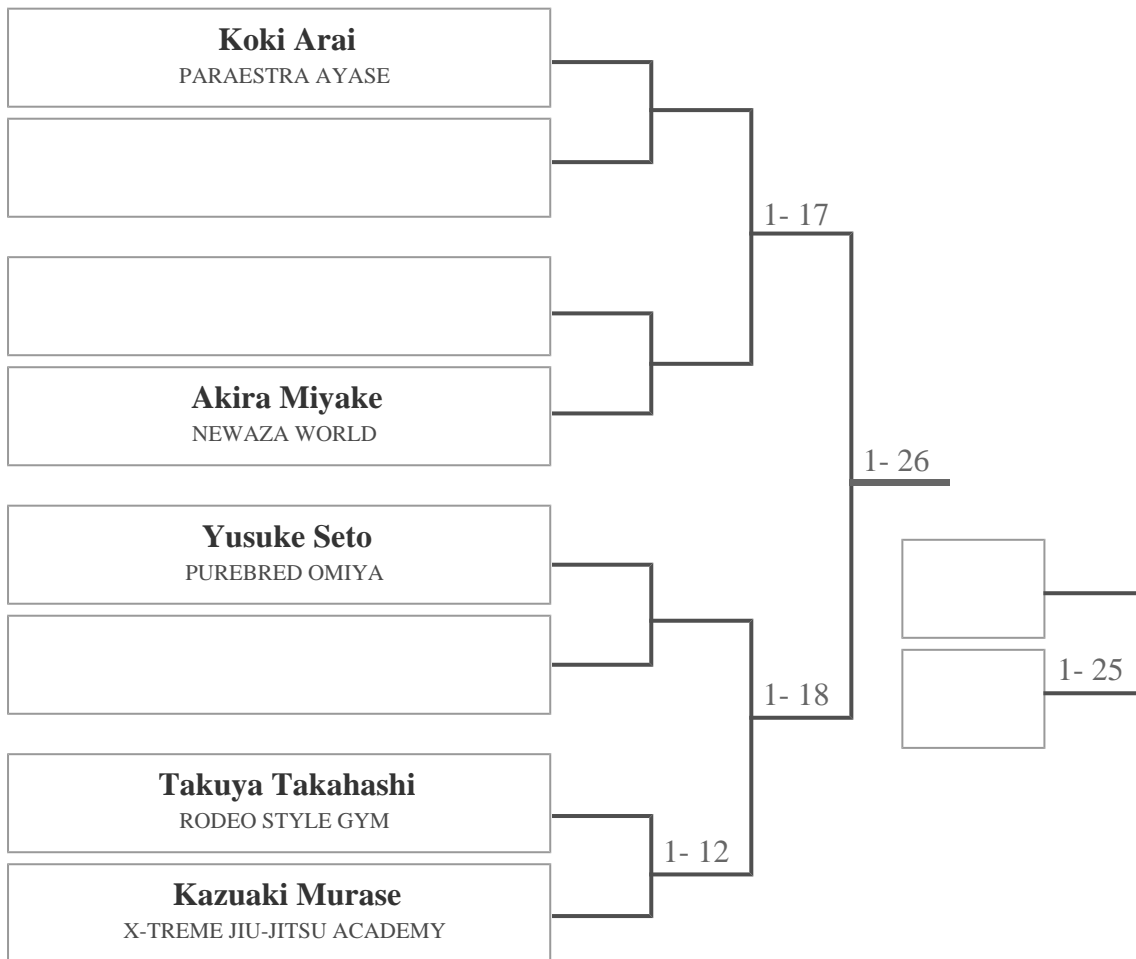 Koki Arai
PARAESTRA AYASE
1- 17
Akira Miyake
NEWAZA WORLD
1- 26
Yusuke Seto
PUREBRED OMIYA
1- 25
1- 18
Takuya Takahashi
RODEO STYLE GYM
1- 12
Kazuaki Murase
X-TREME JIU-JITSU ACADEMY